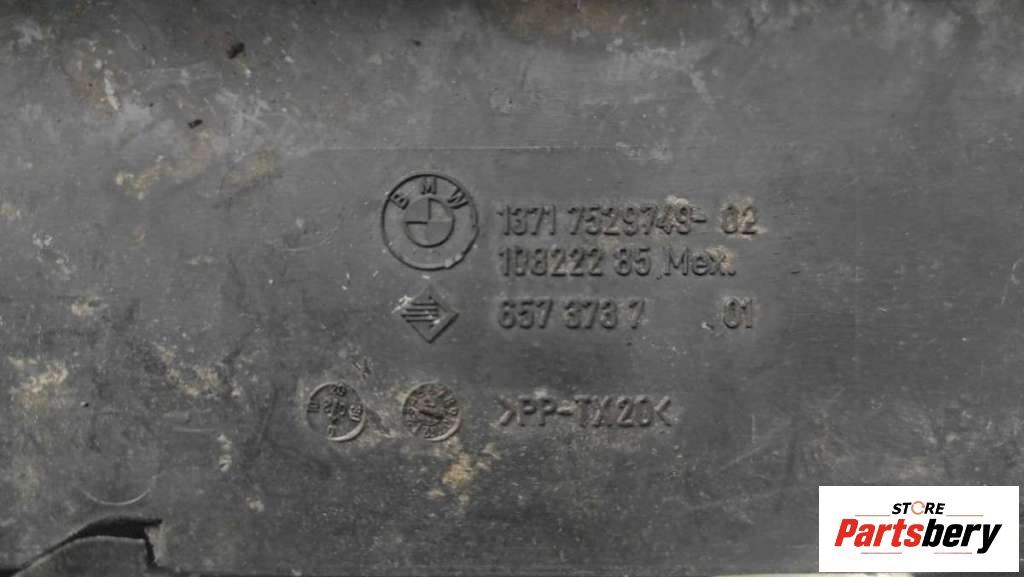 BMW
1371 7529749- 02
108222 85 Mex.
657 373 7 01
>PP-TX20<
STORE
Partsbery